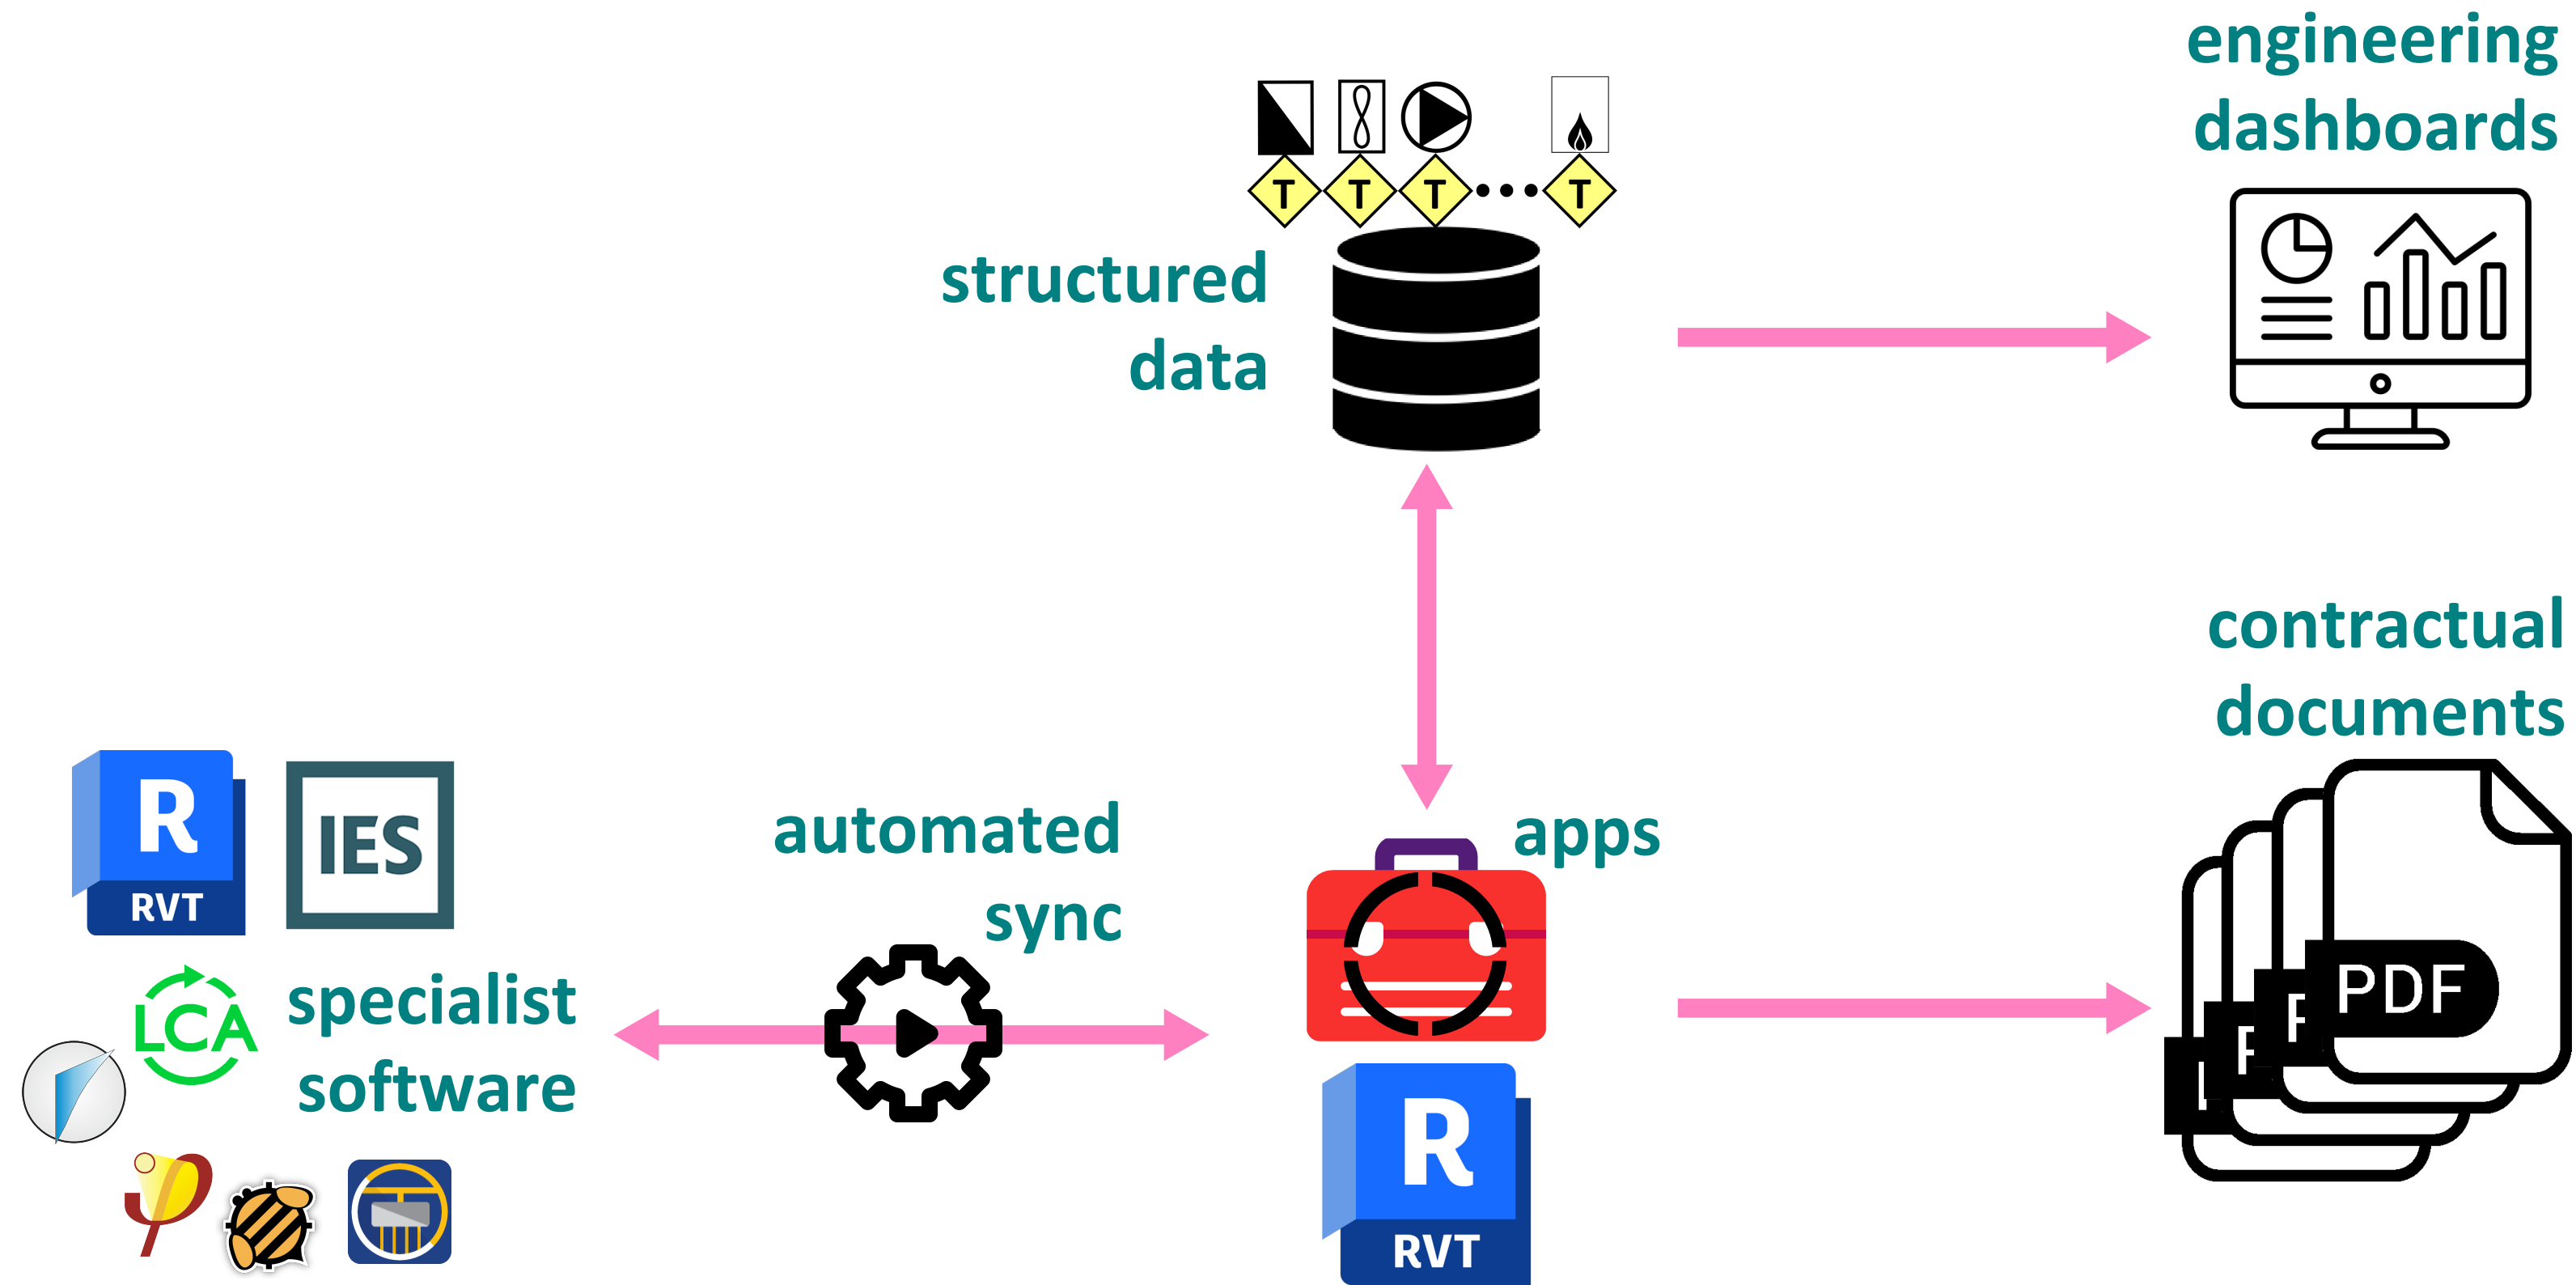 engineering
dashboards
T T T T
structured
data
contractual
documents
R
RVT
IES
automated
sync
apps
LCA
specialist
software
PDF
R
RVT